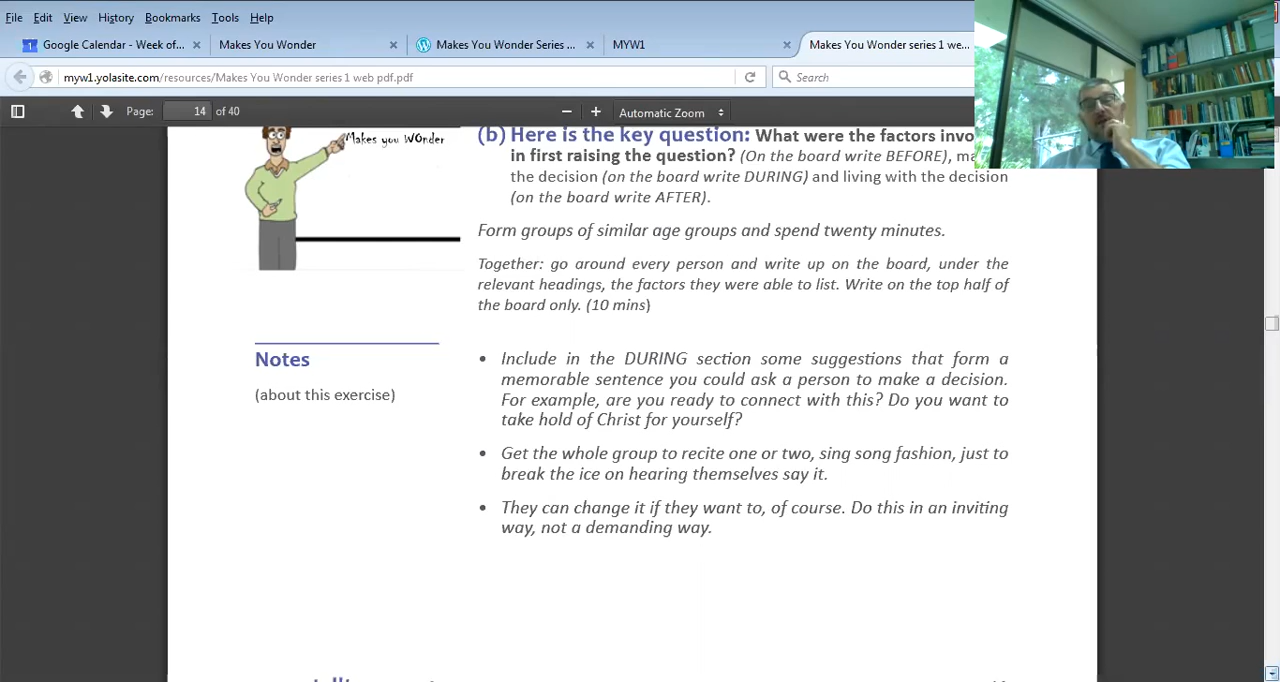 File Edit View History Bookmarks Tools Help
Google Calendar - Week of... × Makes You Wonder × Makes You Wonder Series ... × MYW1 × Makes You Wonder series 1 we...
myw1.yolasite.com/resources/Makes You Wonder series 1 web pdf.pdf Search
Page: 14 of 40 Automatic Zoom
Makes you WOnder
(b) Here is the key question: What were the factors
in first raising the question? (On the board write BEFORE),
the decision (on the board write DURING) and living with the decision
(on the board write AFTER).
Form groups of similar age groups and spend twenty minutes.
Together: go around every person and write up on the board, under the
relevant headings, the factors they were able to list. Write on the top half of
the board only. (10 mins)
Notes
(about this exercise)
• Include in the DURING section some suggestions that form a
memorable sentence you could ask a person to make a decision.
For example, are you ready to connect with this? Do you want to
take hold of Christ for yourself?
• Get the whole group to recite one or two, sing song fashion, just to
break the ice on hearing themselves say it.
• They can change it if they want to, of course. Do this in an inviting
way, not a demanding way.